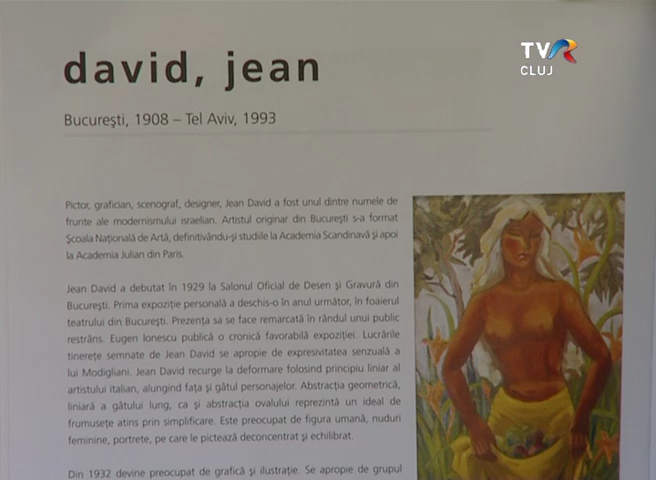 TVR
CLUJ
david, jean
București, 1908 – Tel Aviv, 1993
Pictor, grafician, scenograf, designer, Jean David a fost unul dintre numele de
frunte ale modernismului israelian. Artistul originar din București s-a format
Școala Națională de Artă, definitivându-și studiile la Academia Scandinavă și apoi
la Academia Julian din Paris.
Jean David a debutat în 1929 la Salonul Oficial de Desen și Gravură din
București. Prima expoziție personală a deschis-o în anul următor, în foaierul
teatrului din București. Prezența sa se face remarcată în rândul unui public
restrâns. Eugen Ionescu publică o cronică favorabilă expoziției. Lucrările
tinerețe semnate de Jean David se apropie de expresivitatea senzuală a
lui Modigliani. Jean David recurge la deformare folosind principiu liniar al
artistului italian, alungind fața și gâtul personajelor. Abstracția geometrică,
liniară a gâtului lung, ca și abstracția ovalului reprezintă un ideal de
frumusețe atins prin simplificare. Este preocupat de figura umană, nuduri
feminine, portrete, pe care le pictează deconcentrat și echilibrat.
Din 1932 devine preocupat de grafică și ilustrație. Se apropie de grupul